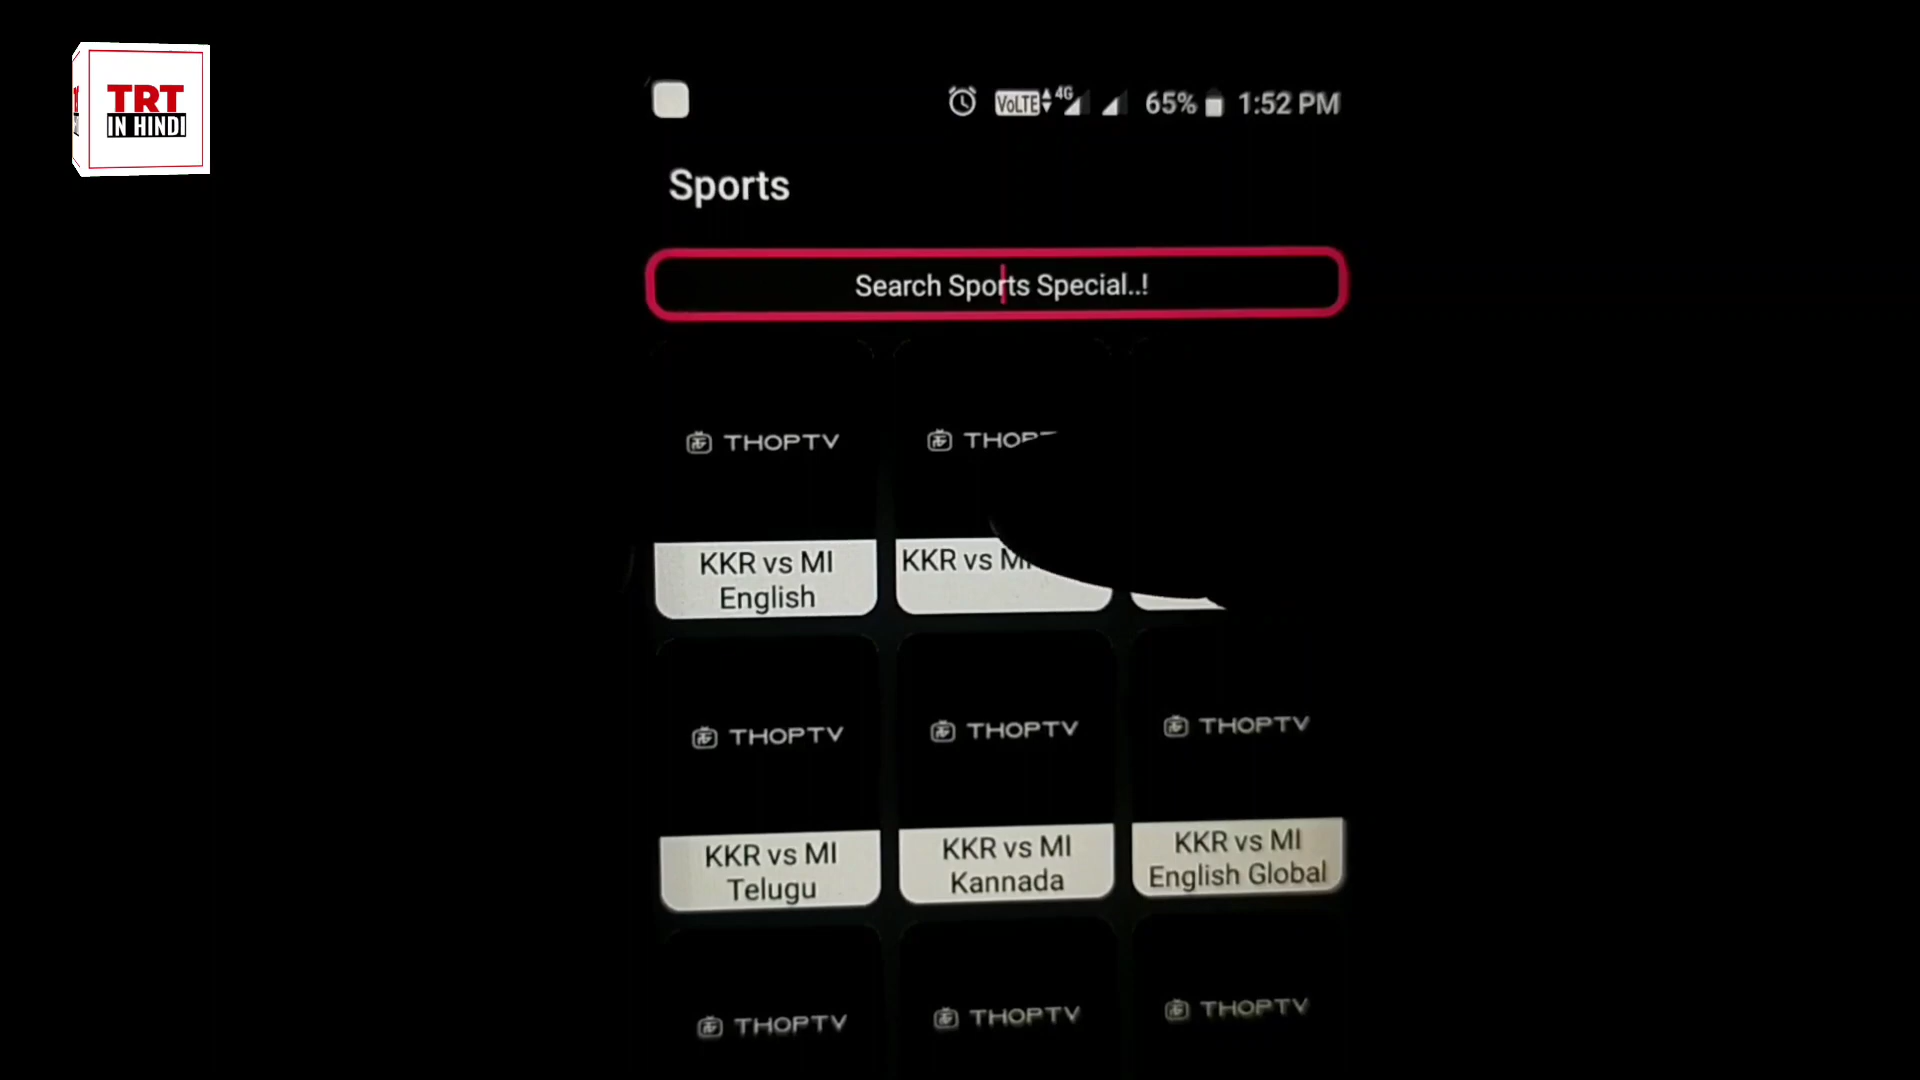 TRT
IN HINDI
VoLTE 4G 65% 1:52 PM
Sports
Search Sports Special..!
THOPTV
KKR vs MI
English
KKR vs
THOPTV THOPTV THOPTV
KKR vs MI
Telugu
KKR vs MI
Kannada
KKR vs MI
English Global
THOPTV THOPTV THOPTV